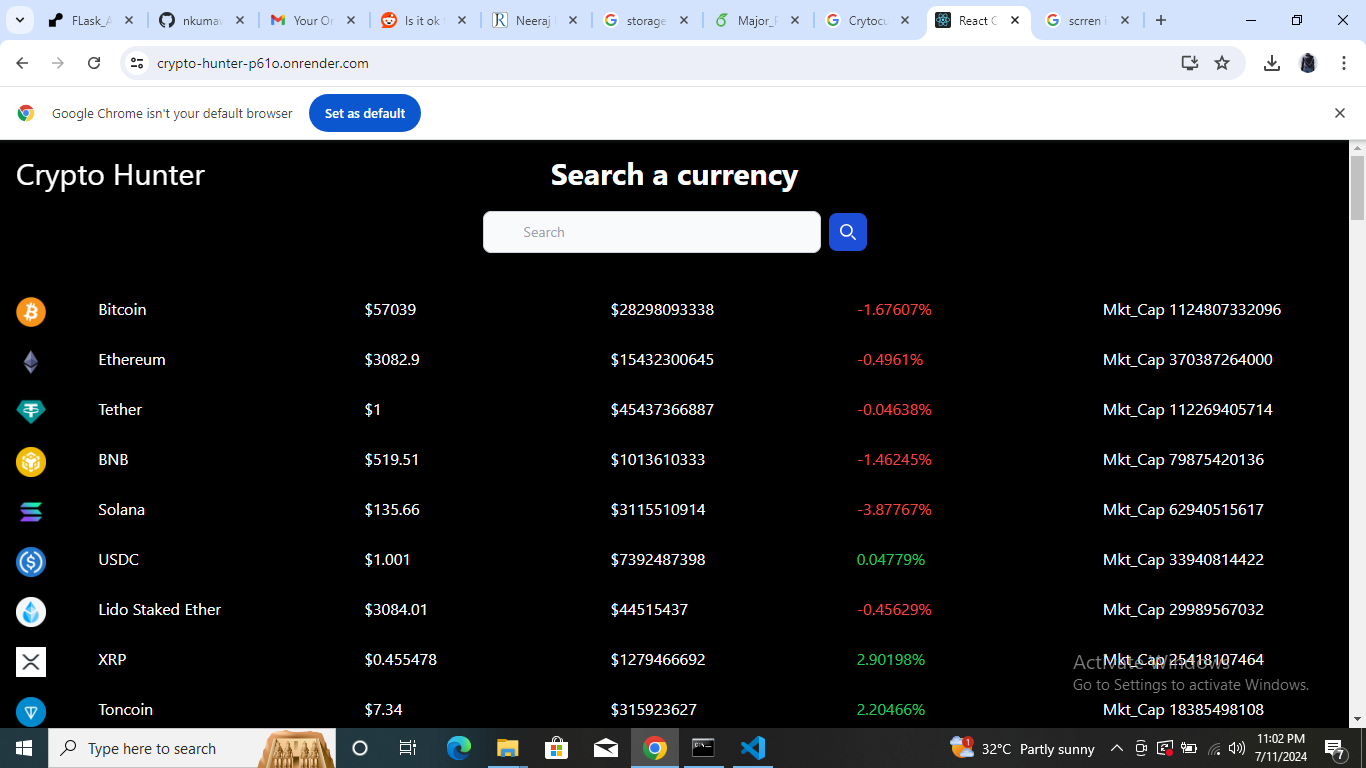 FLask_A
nkumaw
Your Or
Is it ok t
Neeraj
storage
Major_P
Crytocu
React C
scrren i
crypto-hunter-p61o.onrender.com
Google Chrome isn't your default browser
Set as default
Crypto Hunter
Search a currency
Search
Bitcoin $57039 $28298093338 -1.67607% Mkt_Cap 1124807332096
Ethereum $3082.9 $15432300645 -0.4961% Mkt_Cap 370387264000
Tether $1 $45437366887 -0.04638% Mkt_Cap 112269405714
BNB $519.51 $1013610333 -1.46245% Mkt_Cap 79875420136
Solana $135.66 $3115510914 -3.87767% Mkt_Cap 62940515617
USDC $1.001 $7392487398 0.04779% Mkt_Cap 33940814422
Lido Staked Ether $3084.01 $44515437 -0.45629% Mkt_Cap 29989567032
XRP $0.455478 $1279466692 2.90198% Mkt_Cap 25418107464
Activate Windows
Go to Settings to activate Windows.
Toncoin $7.34 $315923627 2.20466% Mkt_Cap 18385498108
Type here to search
1
32°C Partly sunny
11:02 PM
7/11/2024
7